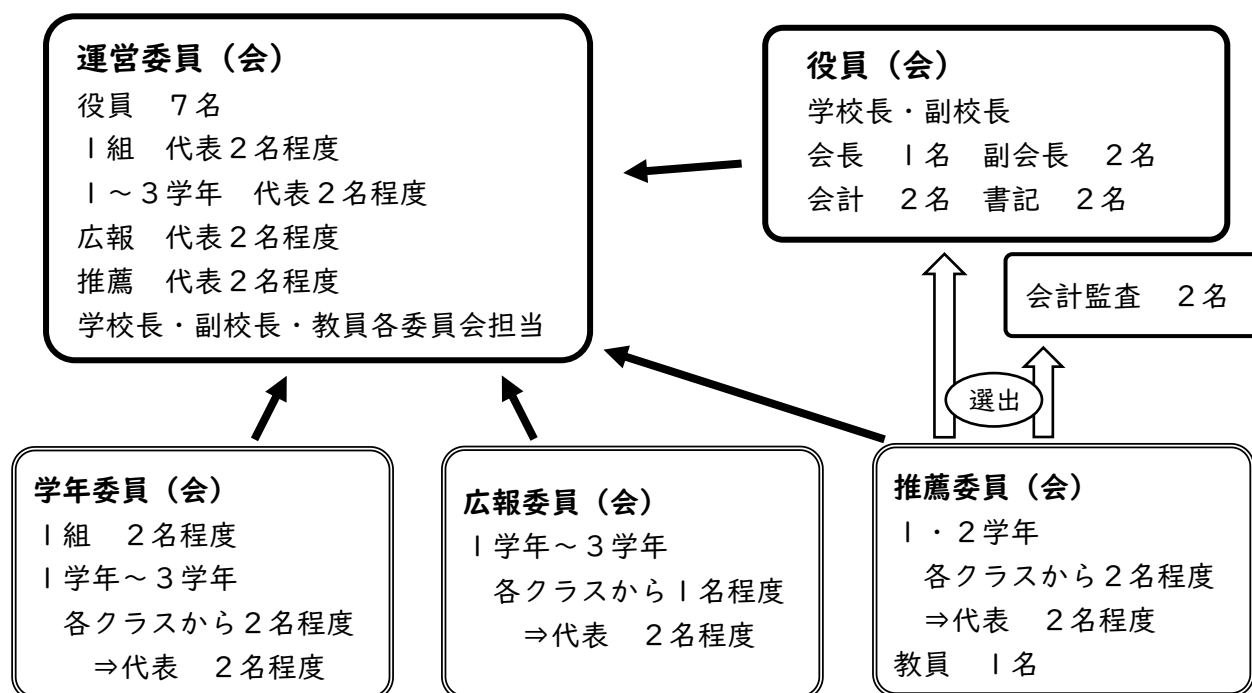 運営委員（会）
役員　７名
１組　代表２名程度
１～３学年　代表２名程度
広報　代表２名程度
推薦　代表２名程度
学校長・副校長・教員各委員会担当
役員（会）
学校長・副校長
会長　１名　副会長　２名
会計　２名　書記　２名
会計監査　２名
選出
学年委員（会）
１組　２名程度
１学年～３学年
各クラスから２名程度
⇒代表　２名程度
広報委員（会）
１学年～３学年
各クラスから１名程度
⇒代表　２名程度
推薦委員（会）
１・２学年
各クラスから２名程度
⇒代表　２名程度
教員　１名